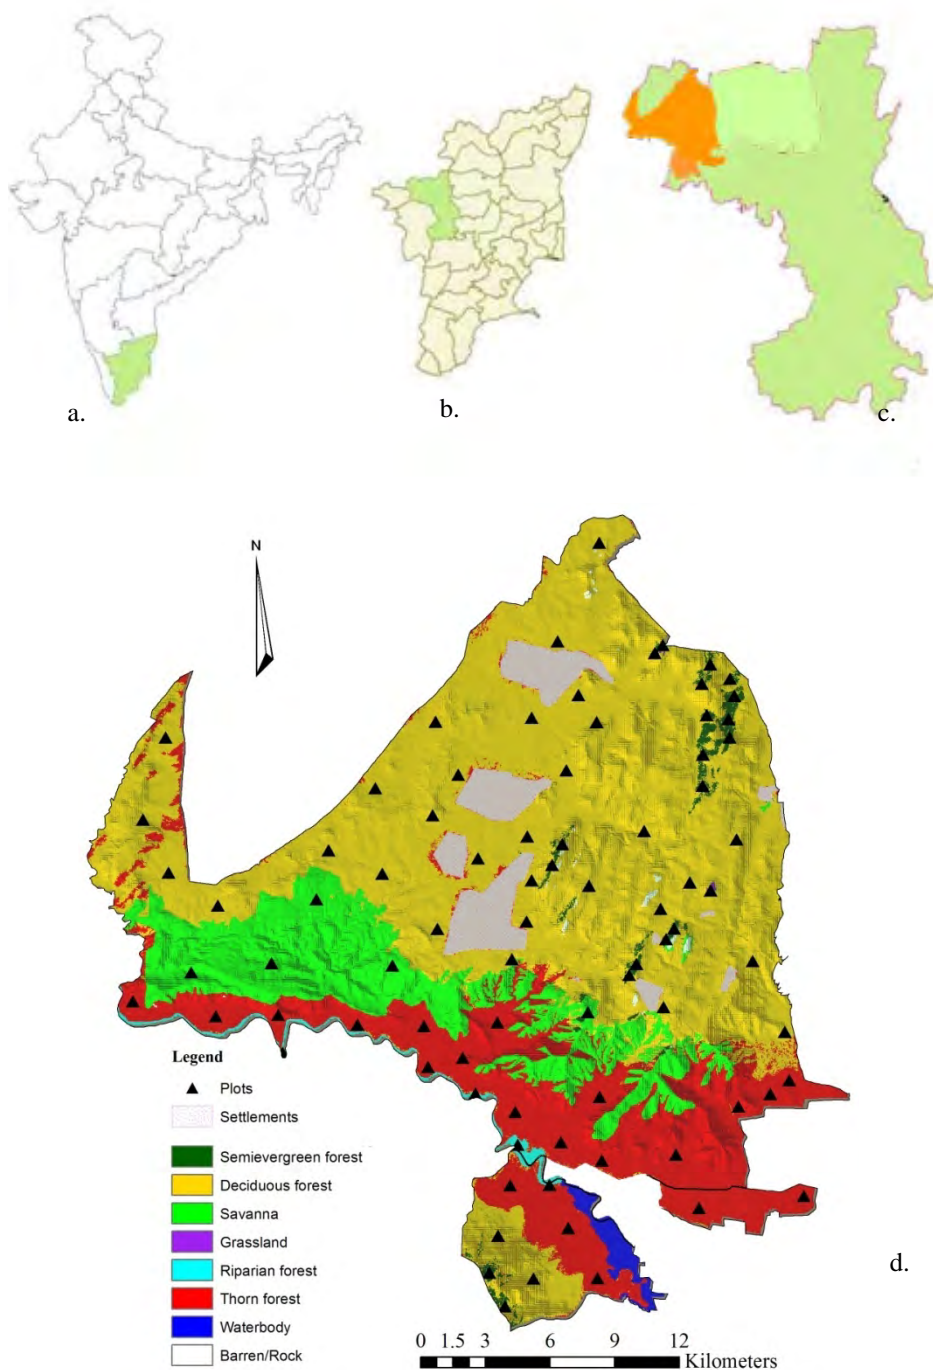 a.
b.
c.
N
Legend
Plots
Settlements
Semievergreen forest
Deciduous forest
Savanna
Grassland
Riparian forest
Thorn forest
Waterbody
Barren/Rock
d.
0 1.5 3 6 9 12
Kilometers